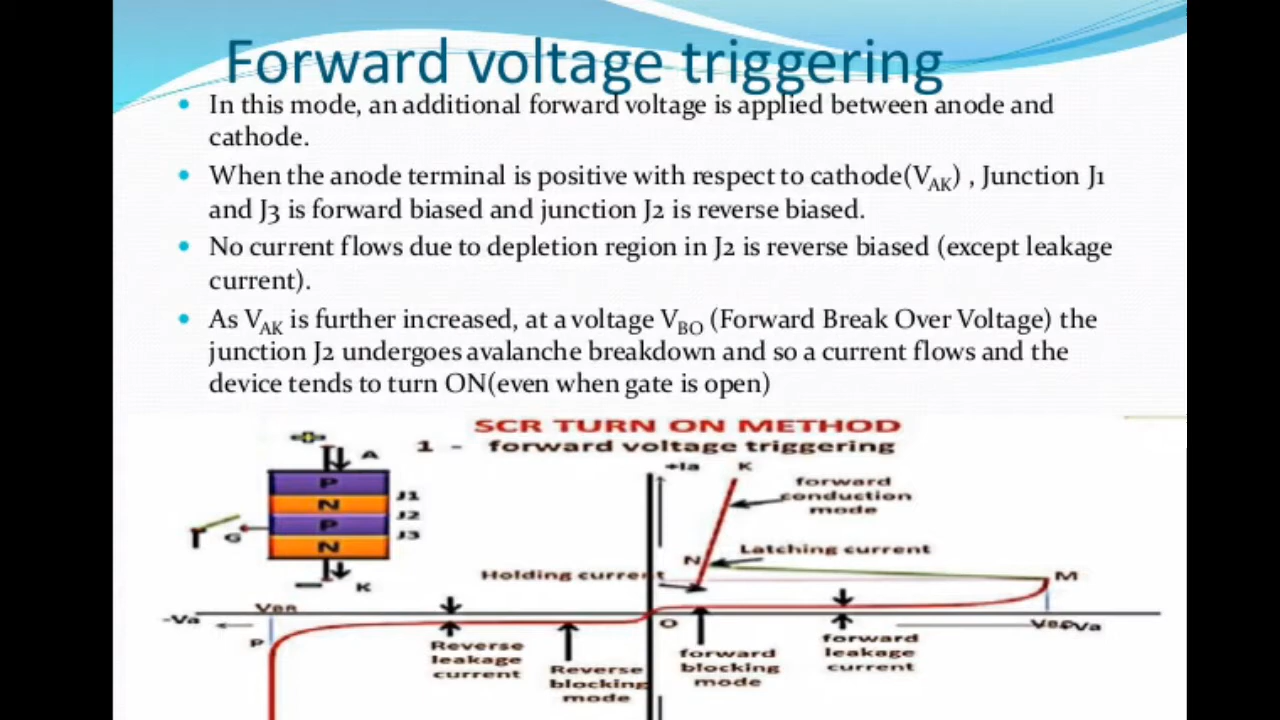 Forward voltage triggering
• In this mode, an additional forward voltage is applied between anode and
cathode.
• When the anode terminal is positive with respect to cathode(VAK) , Junction J1
and J3 is forward biased and junction J2 is reverse biased.
• No current flows due to depletion region in J2 is reverse biased (except leakage
current).
• As VAK is further increased, at a voltage VBO (Forward Break Over Voltage) the
junction J2 undergoes avalanche breakdown and so a current flows and the
device tends to turn ON(even when gate is open)
SCR TURN ON METHOD
1 - forward voltage triggering
A
P
N
P
N
J1
J2
J3
G
K
+Ia
K
forward
conduction
mode
Latching current
N
Holding current
M
VBR
-Va
P
O
+Va
Reverse
leakage
current
Reverse
blocking
mode
forward
blocking
mode
forward
leakage
current